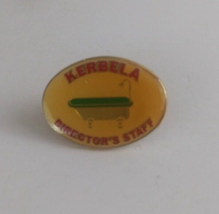 KERBELA
DIRECTOR'S STAFF